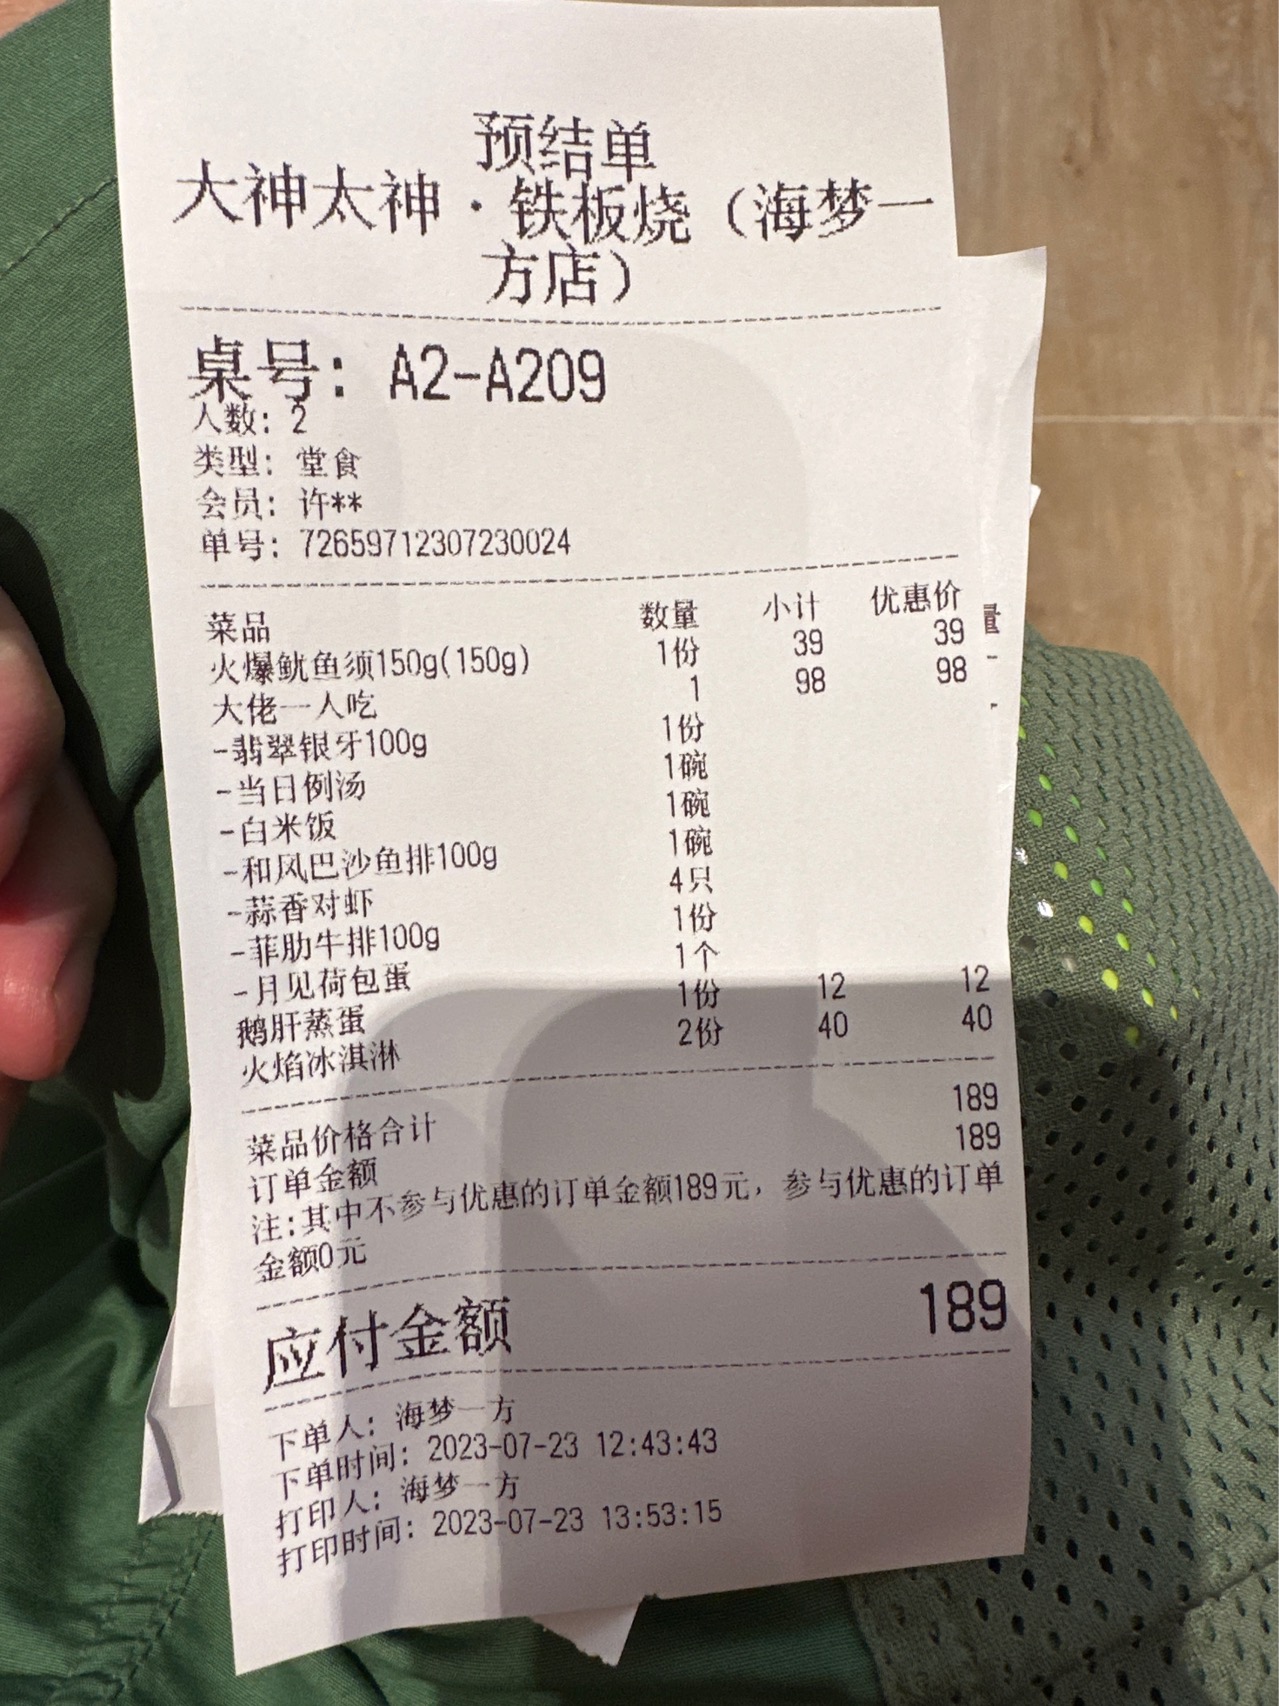 预结单
大神太神·铁板烧（海梦一
方店）
桌号: A2-A209
人数: 2
类型: 堂食
会员: 许**
单号: 72659712307230024
菜品 数量 小计 优惠价
火爆鱿鱼须150g(150g) 1份 39 39
大佬一人吃 1 98 98
-翡翠银牙100g 1份
-当日例汤 1碗
-白米饭 1碗
-和风巴沙鱼排100g 1碗
-蒜香对虾 4只
-菲肋牛排100g 1份
-月见荷包蛋 1个
鹅肝蒸蛋 1份 12 12
火焰冰淇淋 2份 40 40
菜品价格合计 189
订单金额 189
注:其中不参与优惠的订单金额189元，参与优惠的订单
金额0元
应付金额 189
下单人: 海梦一方
下单时间: 2023-07-23 12:43:43
打印人: 海梦一方
打印时间: 2023-07-23 13:53:15
量